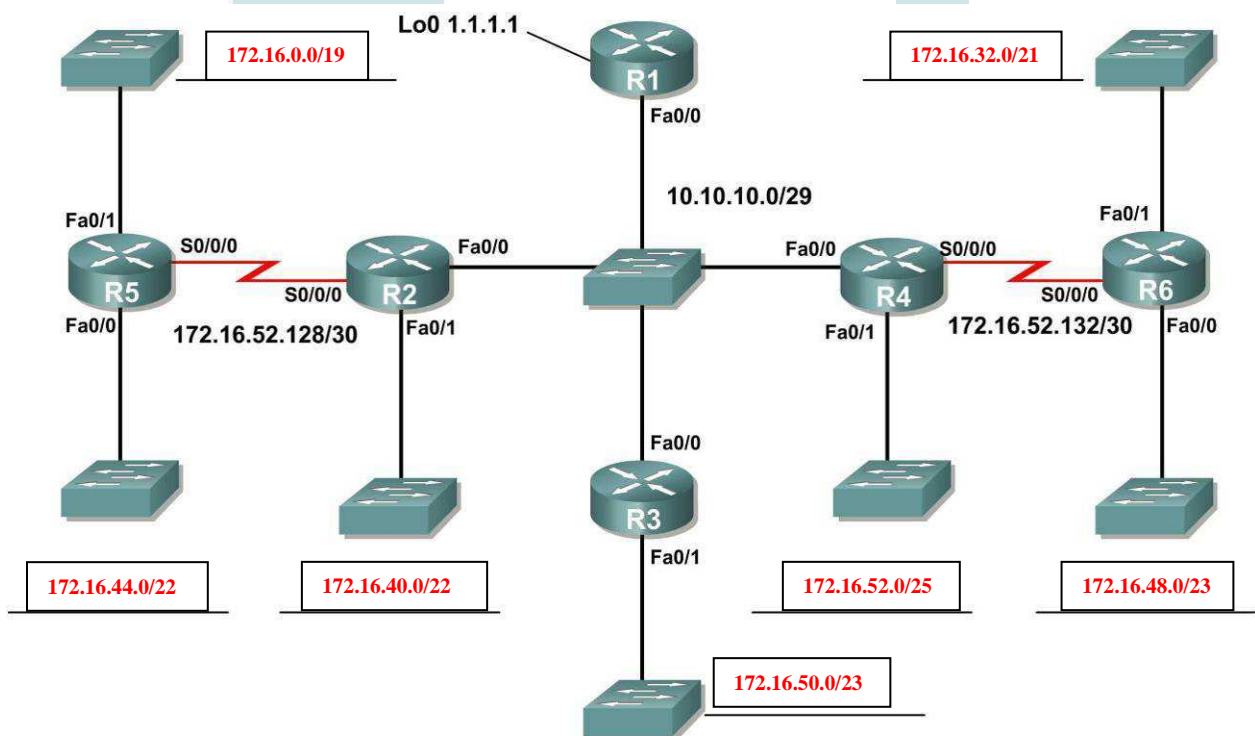 Lo0 1.1.1.1
172.16.0.0/19
172.16.32.0/21
R1
Fa0/0
10.10.10.0/29
Fa0/1
Fa0/1
S0/0/0
Fa0/0
Fa0/0
S0/0/0
R5
S0/0/0
R2
R4
S0/0/0
R6
Fa0/0
172.16.52.128/30
Fa0/1
Fa0/1
172.16.52.132/30
Fa0/0
Fa0/0
R3
Fa0/1
172.16.44.0/22
172.16.40.0/22
172.16.52.0/25
172.16.48.0/23
172.16.50.0/23